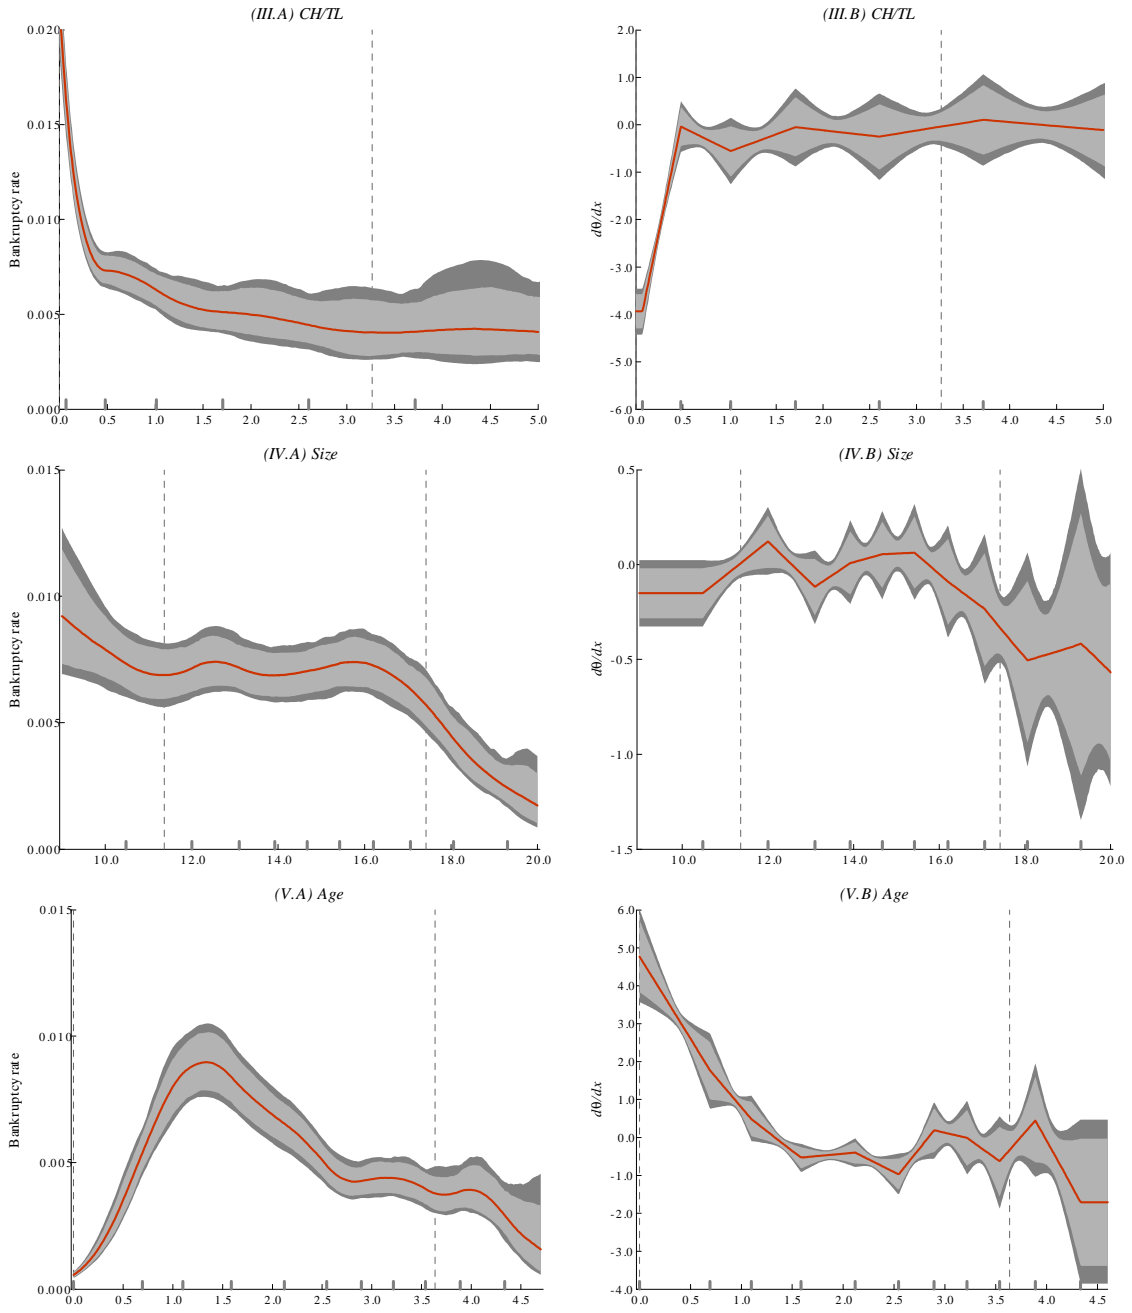 (III.A) CH/TL
0.020
0.015
0.010
0.005
0.000
Bankruptcy rate
0.0 0.5 1.0 1.5 2.0 2.5 3.0 3.5 4.0 4.5 5.0
(III.B) CH/TL
2.0
1.0
0.0
-1.0
-2.0
-3.0
-4.0
-5.0
-6.0
dθ/dx
0.0 0.5 1.0 1.5 2.0 2.5 3.0 3.5 4.0 4.5 5.0
(IV.A) Size
0.015
0.010
0.005
0.000
Bankruptcy rate
10.0 12.0 14.0 16.0 18.0 20.0
(IV.B) Size
0.5
0.0
-0.5
-1.0
-1.5
dθ/dx
10.0 12.0 14.0 16.0 18.0 20.0
(V.A) Age
0.015
0.010
0.005
0.000
Bankruptcy rate
0.0 0.5 1.0 1.5 2.0 2.5 3.0 3.5 4.0 4.5
(V.B) Age
6.0
5.0
4.0
3.0
2.0
1.0
0.0
-1.0
-2.0
-3.0
-4.0
dθ/dx
0.0 0.5 1.0 1.5 2.0 2.5 3.0 3.5 4.0 4.5